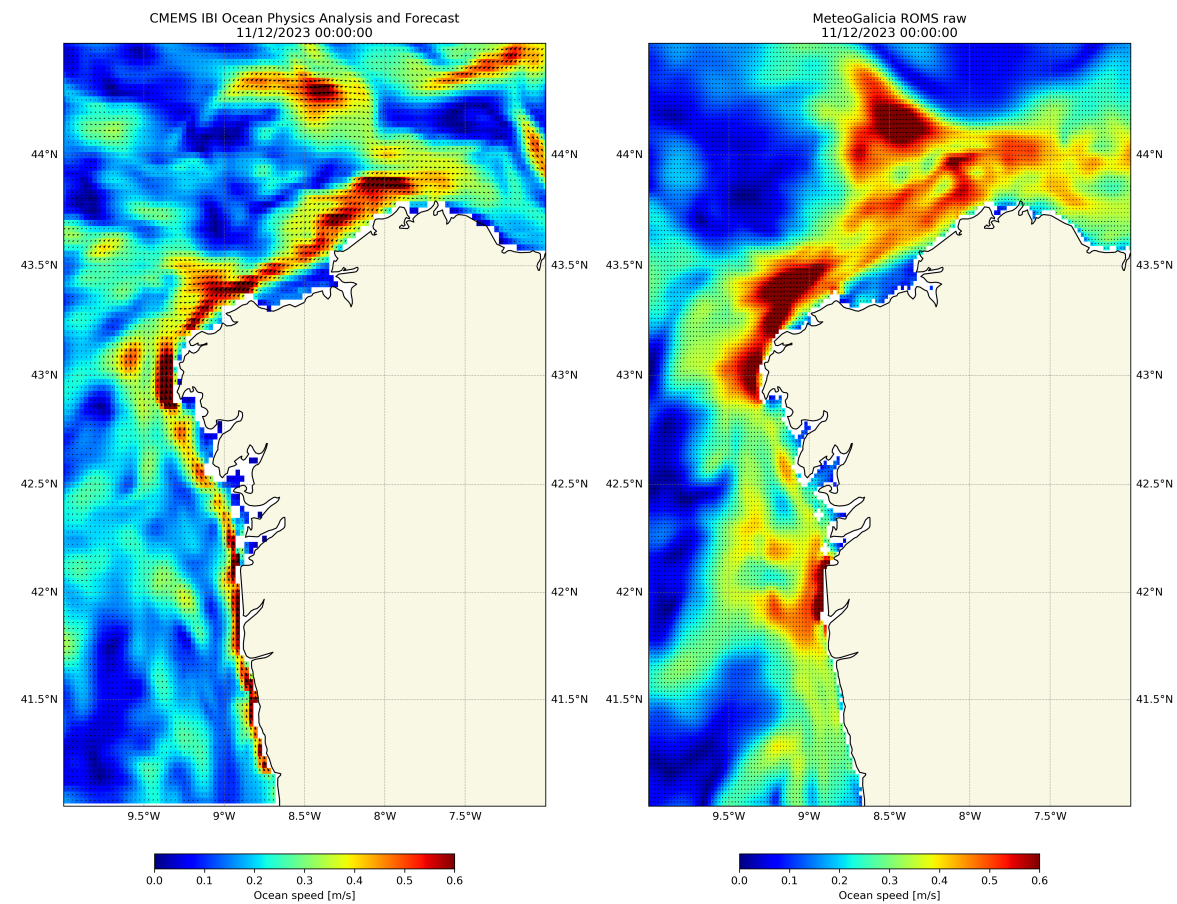 CMEMS IBI Ocean Physics Analysis and Forecast
11/12/2023 00:00:00
44°N
43.5°N
43°N
42.5°N
42°N
41.5°N
44°N
43.5°N
43°N
42.5°N
42°N
41.5°N
9.5°W 9°W 8.5°W 8°W 7.5°W
0.0 0.1 0.2 0.3 0.4 0.5 0.6
Ocean speed [m/s]
MeteoGalicia ROMS raw
11/12/2023 00:00:00
44°N
43.5°N
43°N
42.5°N
42°N
41.5°N
44°N
43.5°N
43°N
42.5°N
42°N
41.5°N
9.5°W 9°W 8.5°W 8°W 7.5°W
0.0 0.1 0.2 0.3 0.4 0.5 0.6
Ocean speed [m/s]